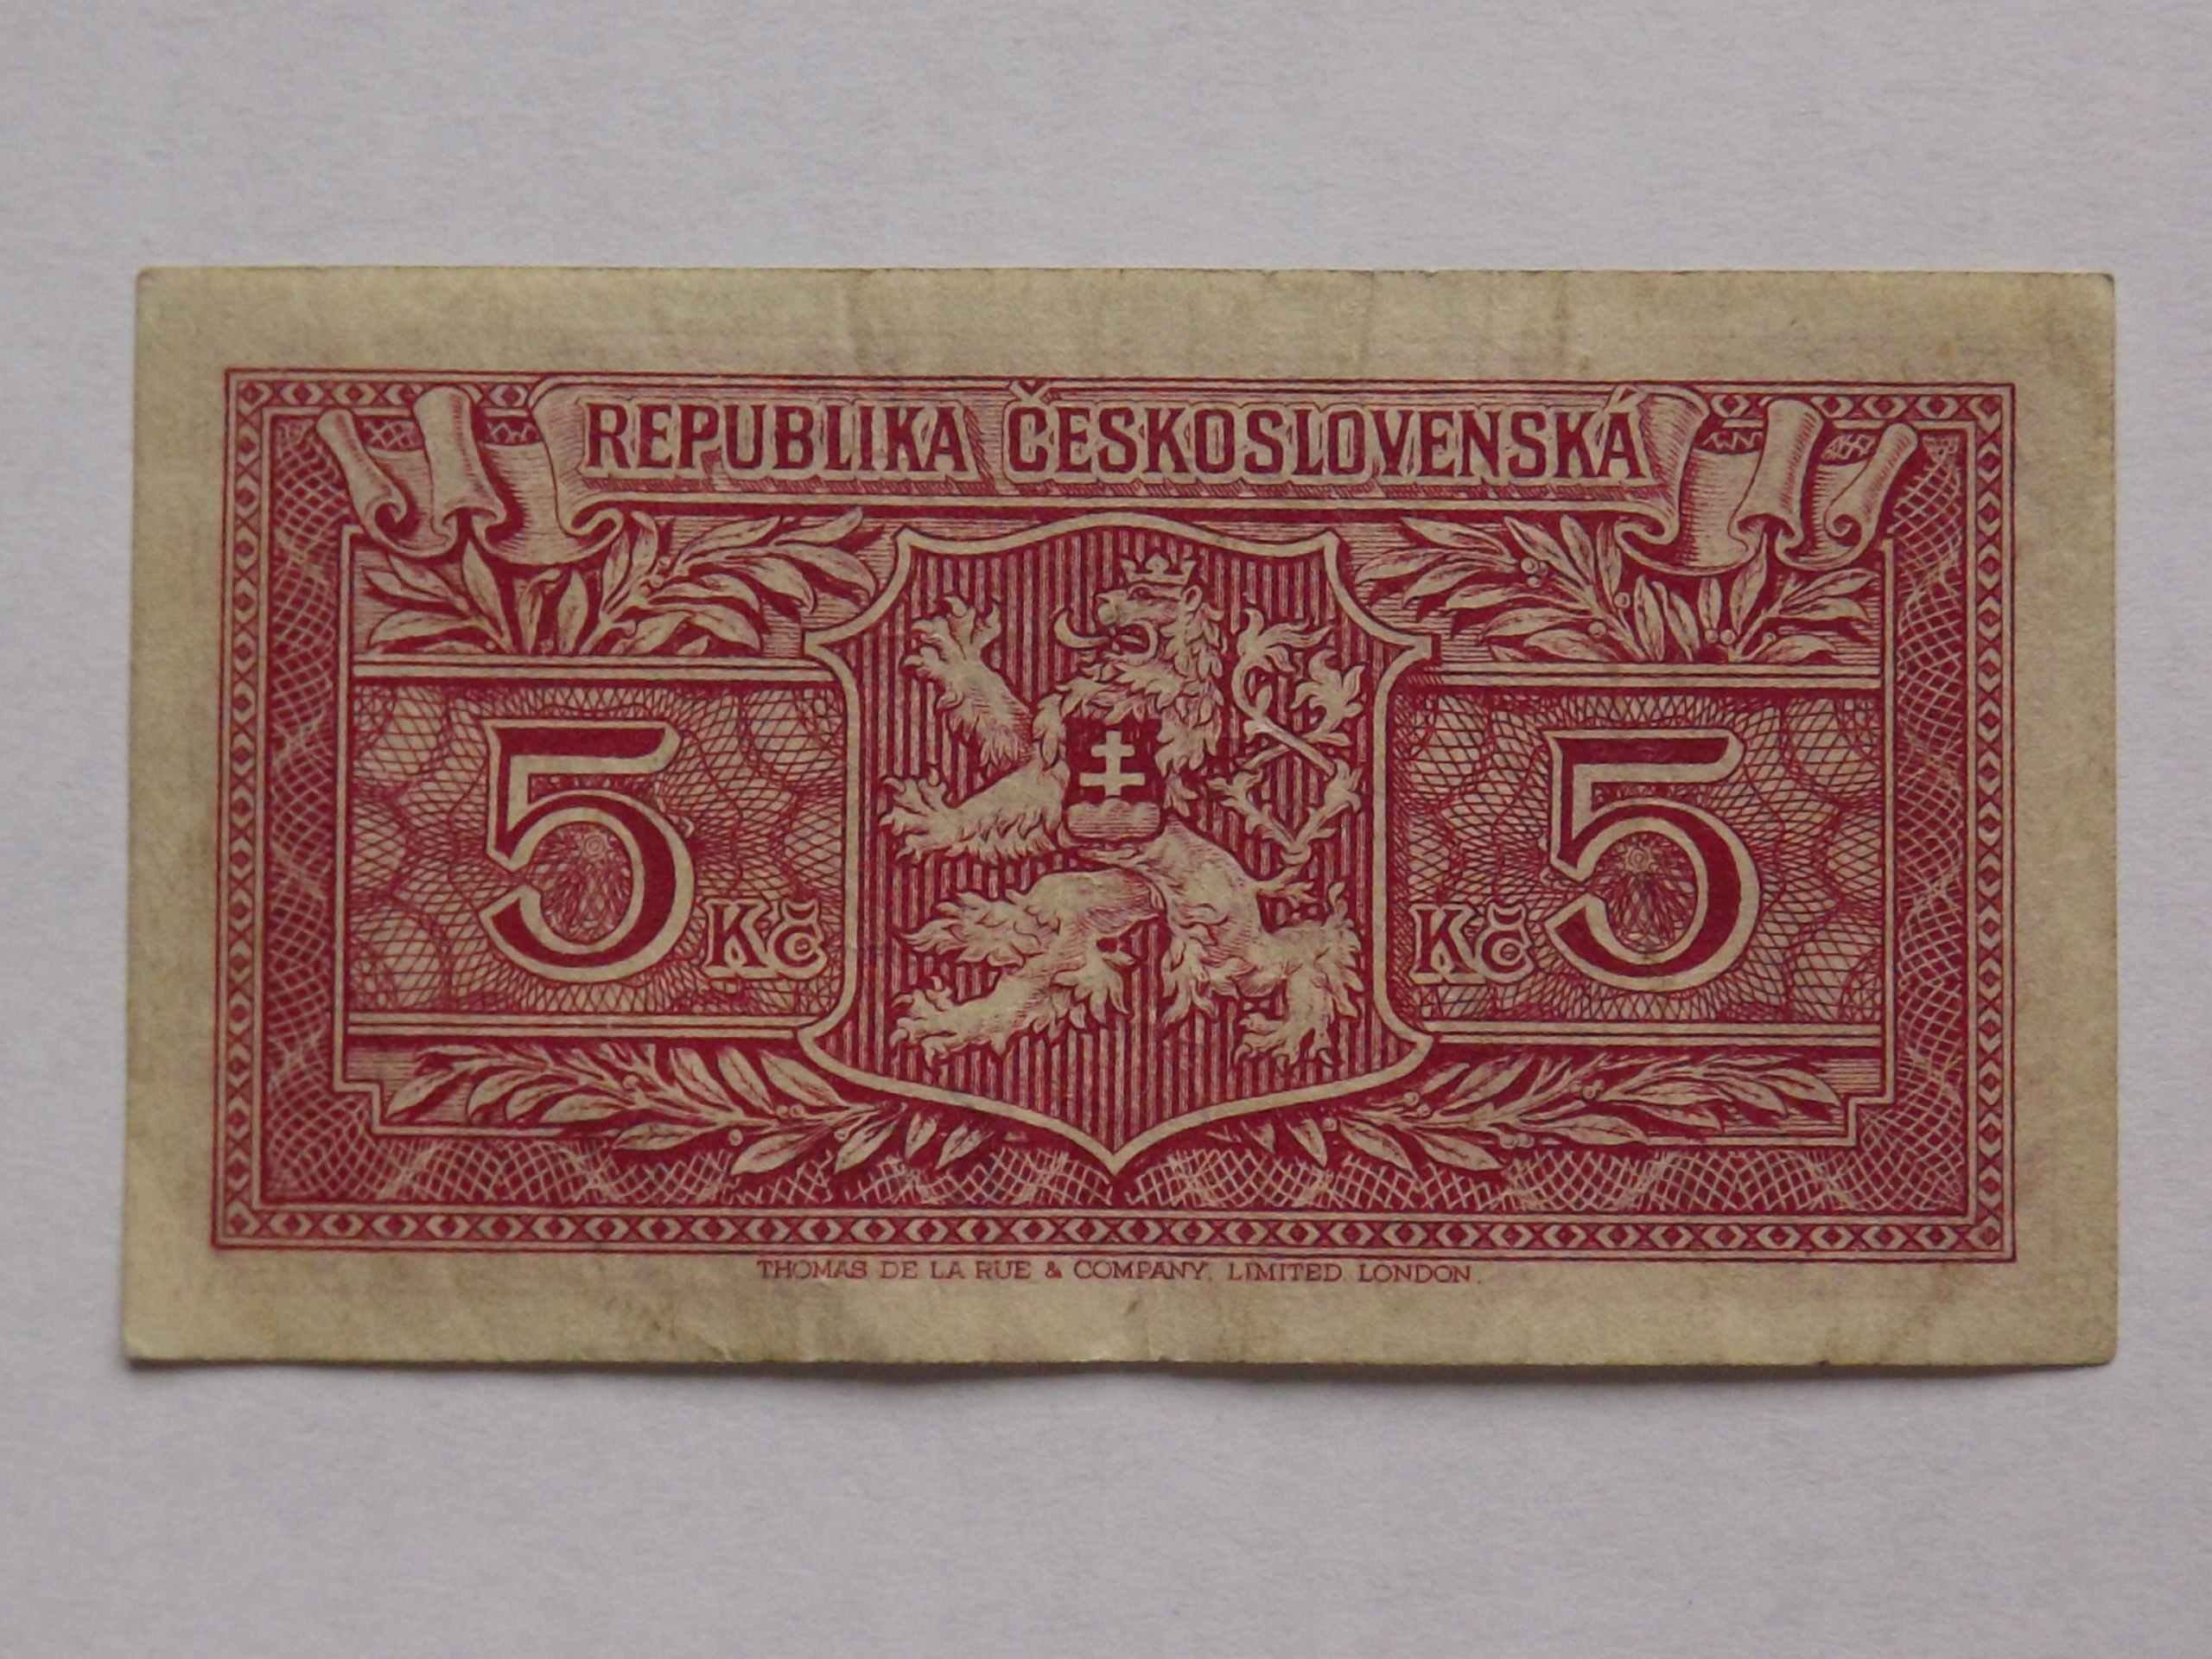 REPUBLIKA ČESKOSLOVENSKÁ
5 Kč Kč 5
THOMAS DE LA RUE & COMPANY, LIMITED, LONDON.